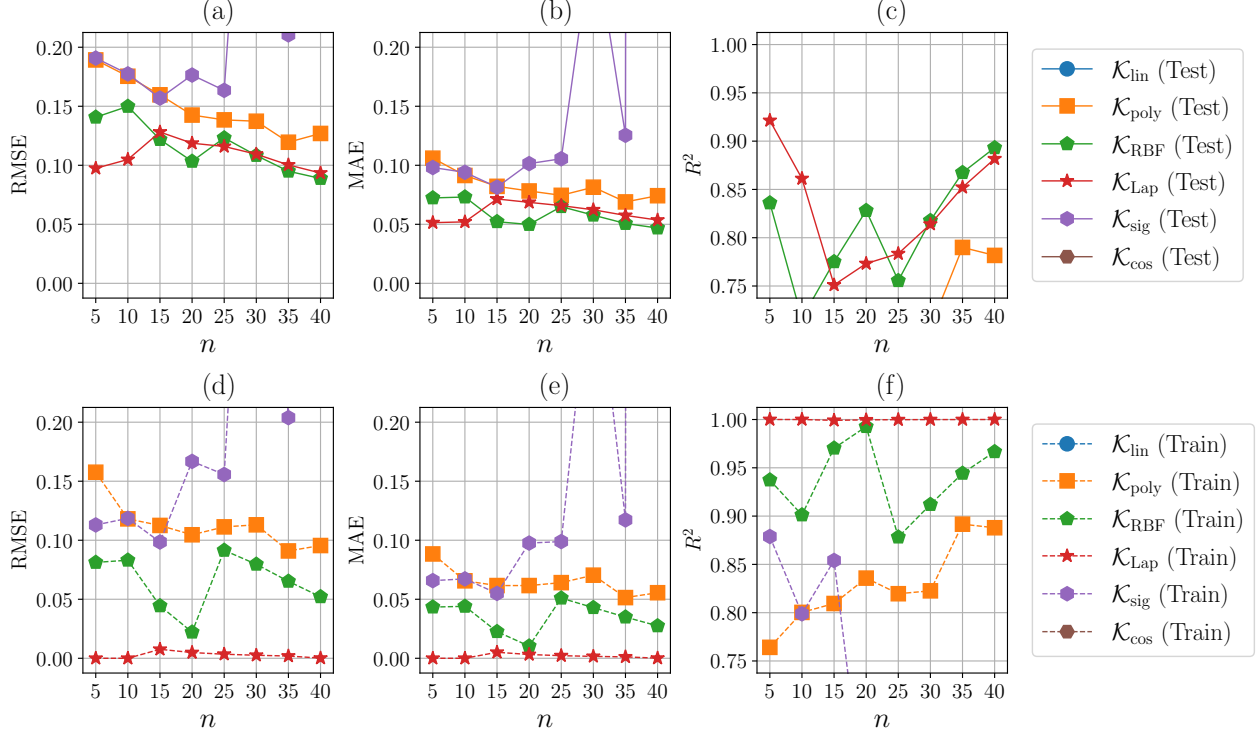 (a)
(b)
(c)
RMSE
0.20
0.15
0.10
0.05
0.00
5 10 15 20 25 30 35 40
n
MAE
0.20
0.15
0.10
0.05
0.00
5 10 15 20 25 30 35 40
n
R²
1.00
0.95
0.90
0.85
0.80
0.75
5 10 15 20 25 30 35 40
n
𝒦lin (Test)
𝒦poly (Test)
𝒦RBF (Test)
𝒦Lap (Test)
𝒦sig (Test)
𝒦cos (Test)
(d)
(e)
(f)
RMSE
0.20
0.15
0.10
0.05
0.00
5 10 15 20 25 30 35 40
n
MAE
0.20
0.15
0.10
0.05
0.00
5 10 15 20 25 30 35 40
n
R²
1.00
0.95
0.90
0.85
0.80
0.75
5 10 15 20 25 30 35 40
n
𝒦lin (Train)
𝒦poly (Train)
𝒦RBF (Train)
𝒦Lap (Train)
𝒦sig (Train)
𝒦cos (Train)